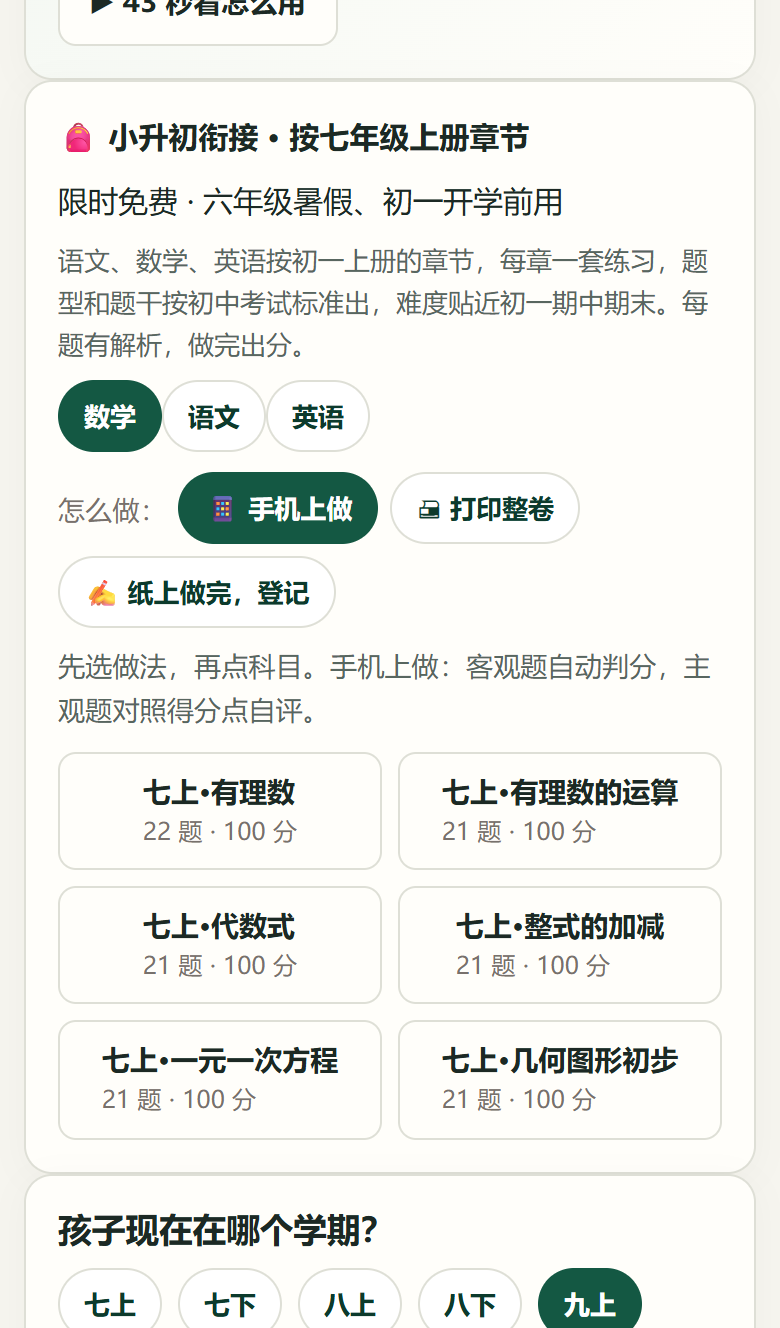 ▶ 43 秒看怎么用
小升初衔接 · 按七年级上册章节
限时免费 · 六年级暑假、初一开学前用
语文、数学、英语按初一上册的章节，每章一套练习，题
型和题干按初中考试标准出，难度贴近初一期中期末。每
题有解析，做完出分。
数学 语文 英语
怎么做： 手机上做 打印整卷
纸上做完，登记
先选做法，再点科目。手机上做：客观题自动判分，主
观题对照得分点自评。
七上·有理数 七上·有理数的运算
22 题 · 100 分 21 题 · 100 分
七上·代数式 七上·整式的加减
21 题 · 100 分 21 题 · 100 分
七上·一元一次方程 七上·几何图形初步
21 题 · 100 分 21 题 · 100 分
孩子现在在哪个学期？
七上 七下 八上 八下 九上